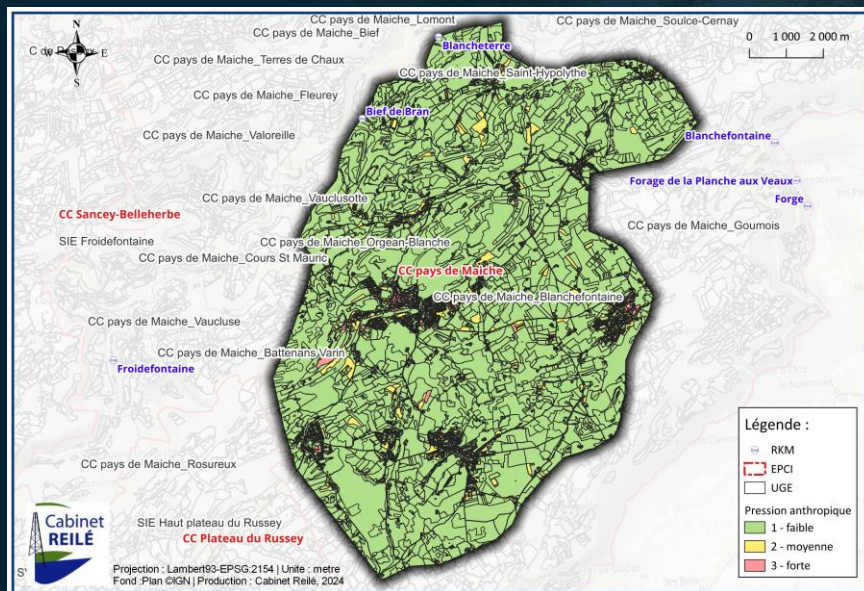 CC pays de Maiche_Lomont
CC pays de Maiche_Soulce-Cernay
CC pays de Maiche_Bief
0 1 000 2 000 m
N
Blancheterre
E
S
CC pays de Maiche_Terres de Chaux
CC pays de Maiche_Saint-Hypolythe
CC pays de Maiche_Fleurey
Bief de Bran
CC pays de Maiche_Valoreille
Blanchefontaine
Forage de la Planche aux Veaux
CC pays de Maiche_Vauclusotte
Forge
CC Sancey-Belleherbe
CC pays de Maiche_Goumois
SIE Froidefontaine
CC pays de Maiche_Orgean-Blanche
CC pays de Maiche_Cours St Mauric
CC pays de Maiche
CC pays de Maiche_Blanchefontaine
CC pays de Maiche_Vaucluse
CC pays de Maiche_Battenans Varin
Froidefontaine
Légende :
RKM
EPCI
UGE
Pression anthropique
1 - faible
2 - moyenne
3 - forte
CC pays de Maiche_Rosureux
Cabinet
REILÉ
SIE Haut plateau du Russey
CC Plateau du Russey
S'
Projection : Lambert93-EPSG:2154 | Unite : metre
Fond :Plan ©IGN | Production : Cabinet Reilé, 2024